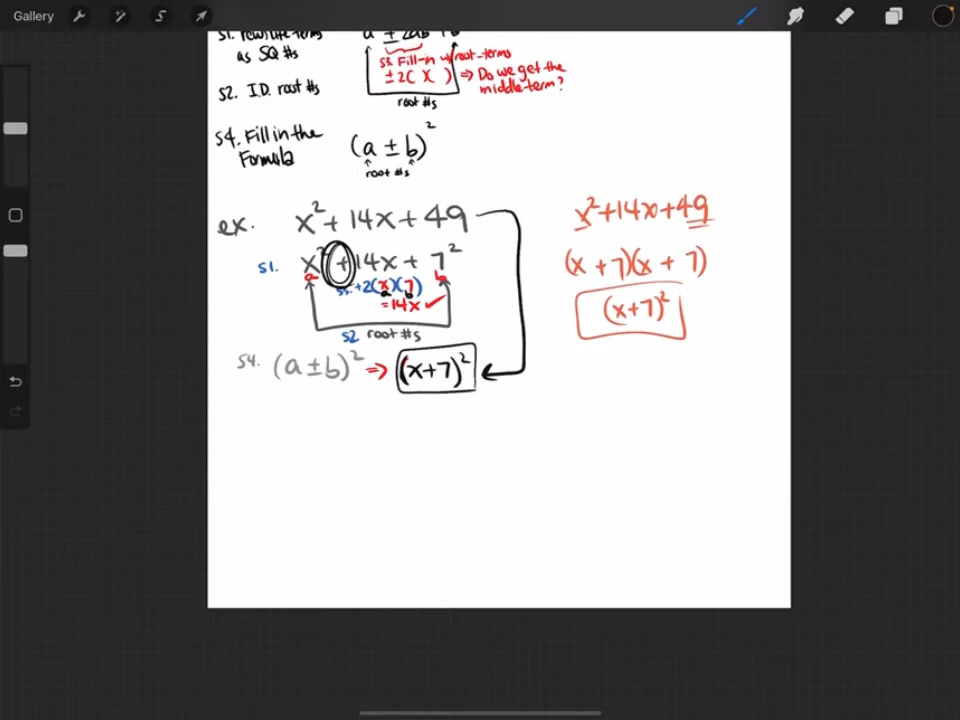 Gallery
S1. rewrite terms as SQ #s
a ± 2ab + b
S3. Fill-in w/root-terms
±2( X ) ⇒ Do we get the middle-term?
root #s
S2. I.D. root #s
S4. Fill in the Formula
(a ± b)²
root #s
ex. x² + 14x + 49
S1. x² + 14x + 7²
a b
S3. +2(x)(7)
a b
= 14x ✓
S2 root #s
S4. (a ± b)² ⇒ (x+7)²
x² + 14x + 49
(x + 7)(x + 7)
(x+7)²